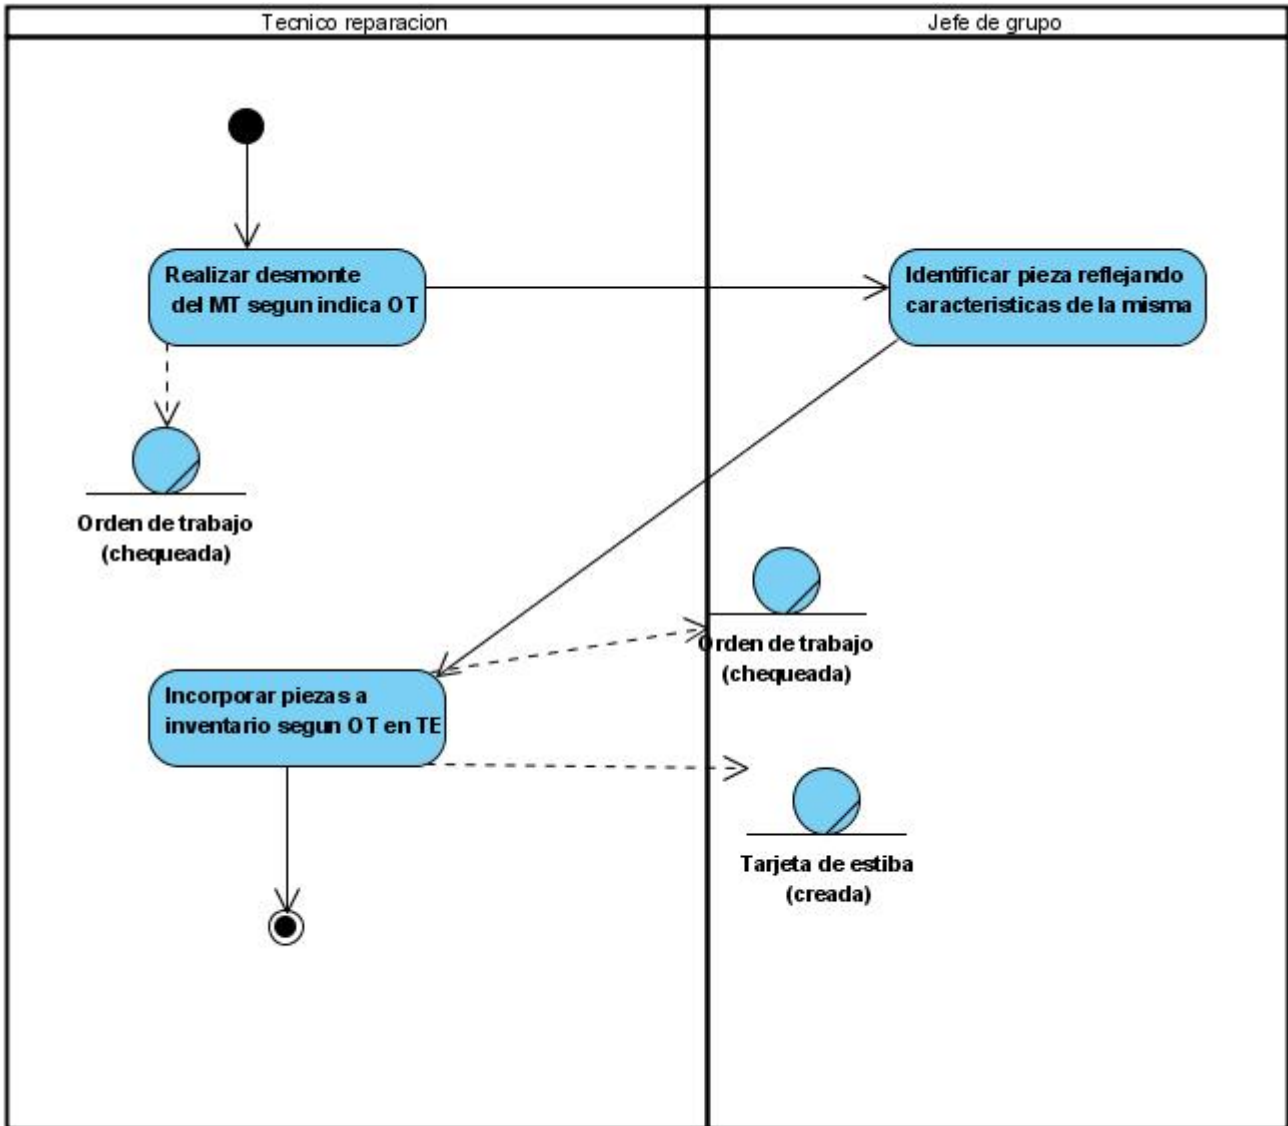 Tecnico reparacion
Jefe de grupo
Realizar desmonte
del MT segun indica OT
Identificar pieza reflejando
caracteristicas de la misma
Orden de trabajo
(chequeada)
Orden de trabajo
(chequeada)
Incorporar piezas a
inventario segun OT en TE
Tarjeta de estiba
(creada)